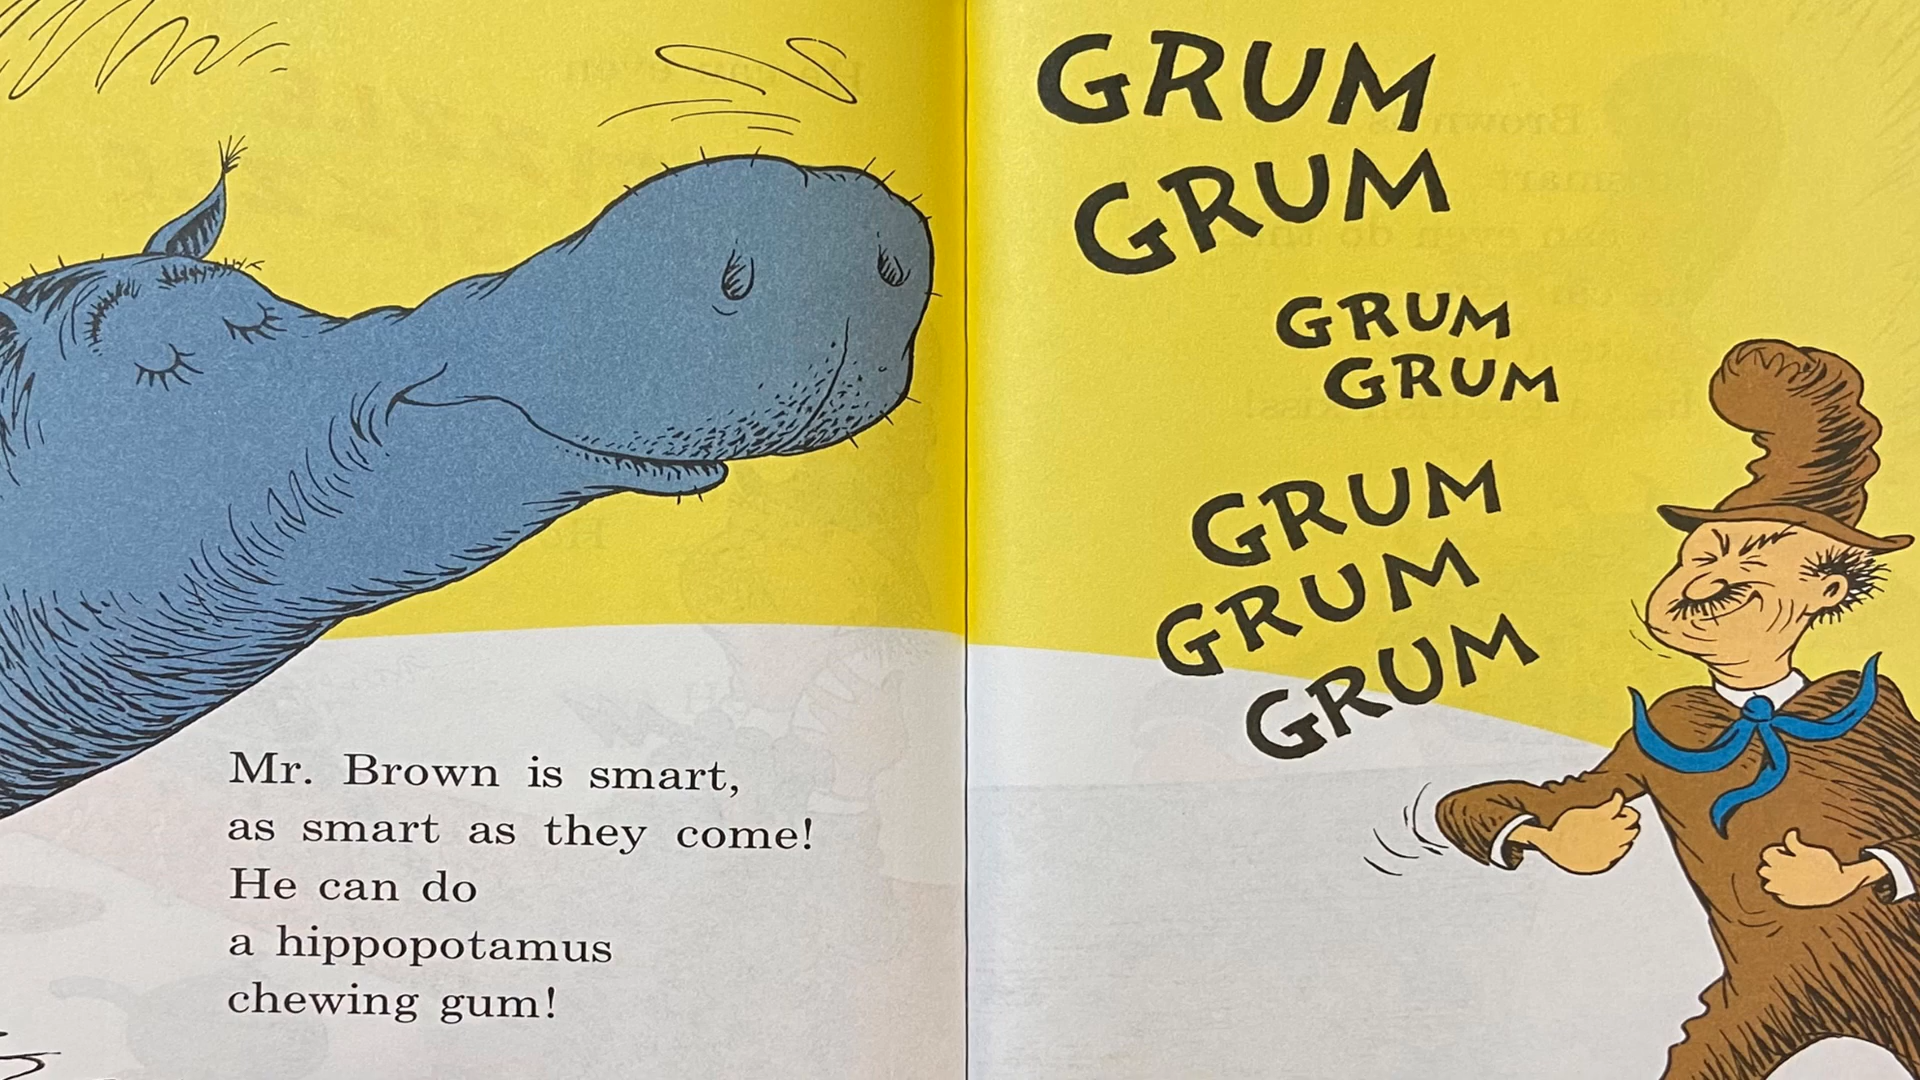 Mr. Brown is smart,
as smart as they come!
He can do
a hippopotamus
chewing gum!
GRUM
GRUM
GRUM
GRUM
GRUM
GRUM
GRUM